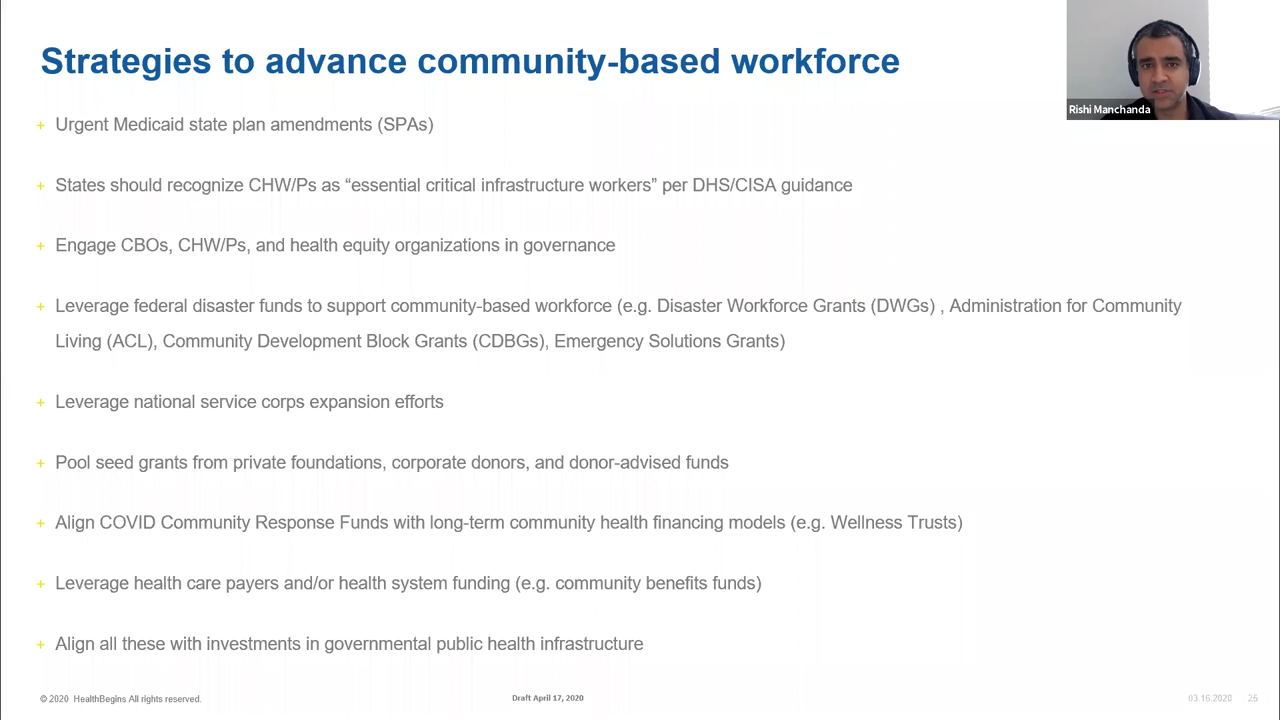 Strategies to advance community-based workforce
Rishi Manchanda
+ Urgent Medicaid state plan amendments (SPAs)
+ States should recognize CHW/Ps as “essential critical infrastructure workers” per DHS/CISA guidance
+ Engage CBOs, CHW/Ps, and health equity organizations in governance
+ Leverage federal disaster funds to support community-based workforce (e.g. Disaster Workforce Grants (DWGs) , Administration for Community
Living (ACL), Community Development Block Grants (CDBGs), Emergency Solutions Grants)
+ Leverage national service corps expansion efforts
+ Pool seed grants from private foundations, corporate donors, and donor-advised funds
+ Align COVID Community Response Funds with long-term community health financing models (e.g. Wellness Trusts)
+ Leverage health care payers and/or health system funding (e.g. community benefits funds)
+ Align all these with investments in governmental public health infrastructure
© 2020 HealthBegins All rights reserved. Draft April 17, 2020 03.16.2020 25